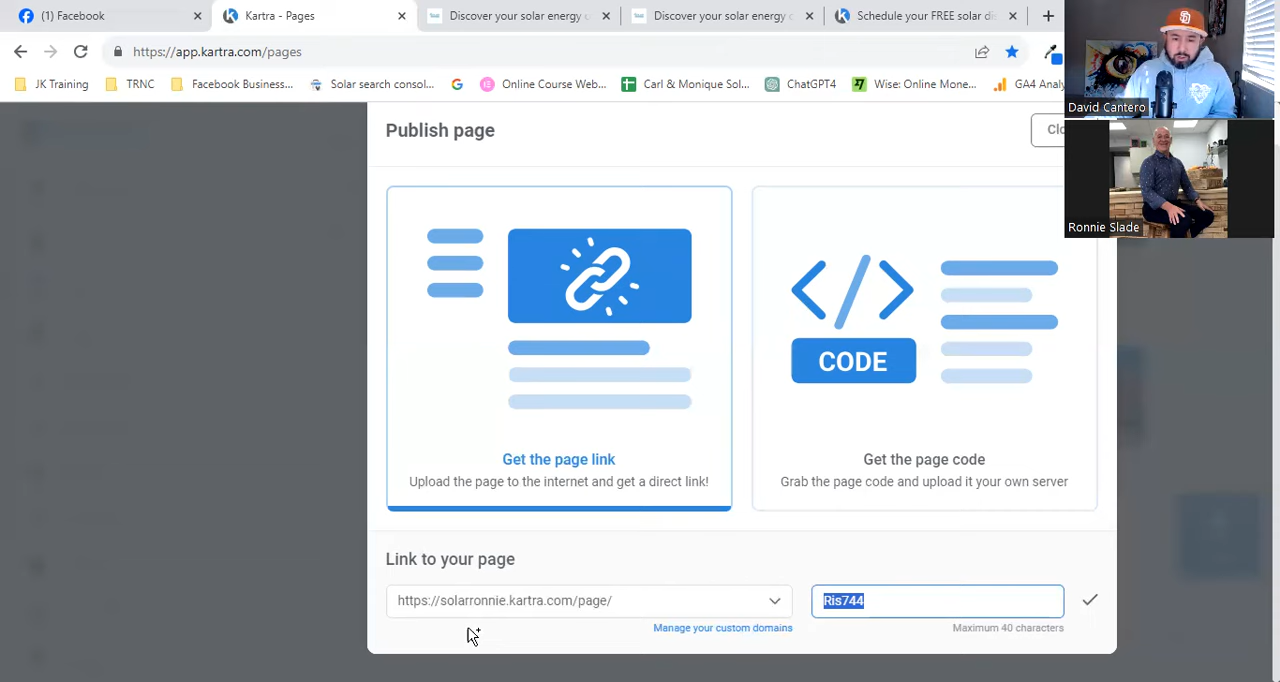 (1) Facebook
Kartra - Pages
Discover your solar energy
Discover your solar energy
Schedule your FREE solar di
https://app.kartra.com/pages
JK Training
TRNC
Facebook Business...
Solar search consol...
Online Course Web...
Carl & Monique Sol...
ChatGPT4
Wise: Online Mone...
GA4 Analy
David Cantero
Ronnie Slade
Publish page
Clo
CODE
Get the page link
Upload the page to the internet and get a direct link!
Get the page code
Grab the page code and upload it your own server
Link to your page
https://solarronnie.kartra.com/page/
Ris744
Manage your custom domains
Maximum 40 characters